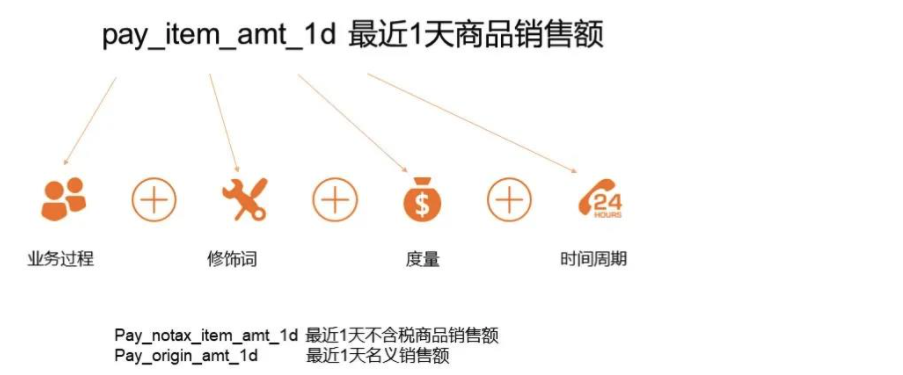 pay_item_amt_1d 最近1天商品销售额
$
24
HOURS
业务过程 修饰词 度量 时间周期
Pay_notax_item_amt_1d 最近1天不含税商品销售额
Pay_origin_amt_1d 最近1天名义销售额